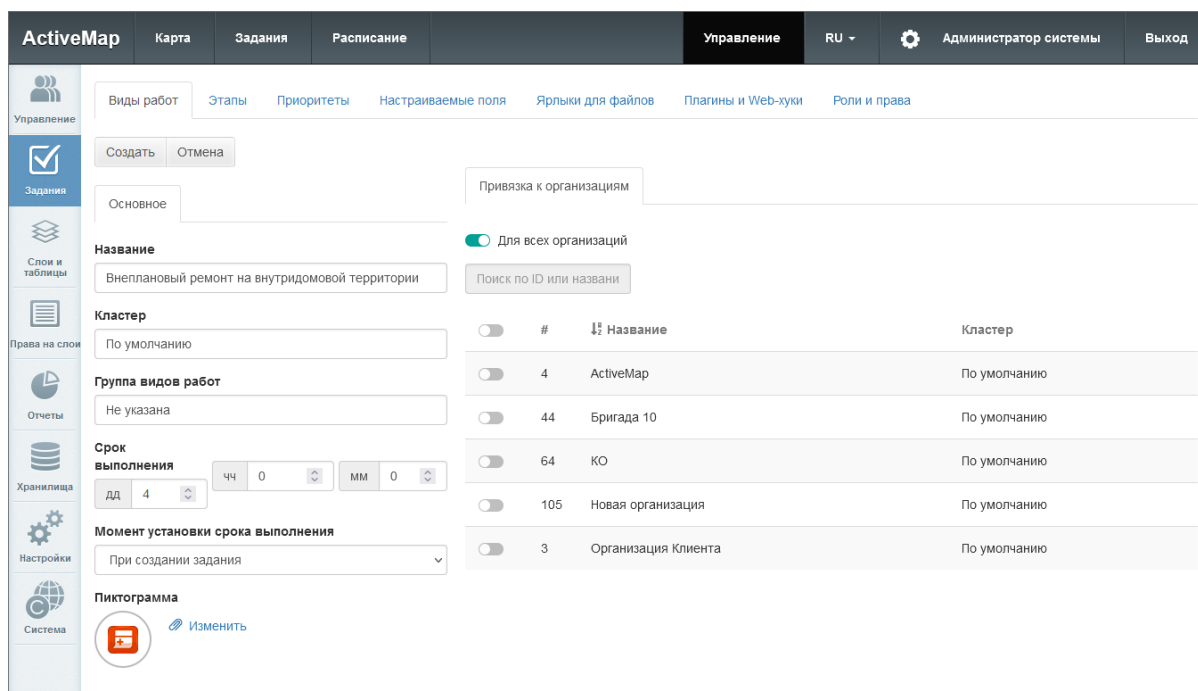 ActiveMap Карта Задания Расписание Управление RU Администратор системы Выход
Управление
Задания
Слои и
таблицы
Права на слои
Отчеты
Хранилища
Настройки
Система
Виды работ Этапы Приоритеты Настраиваемые поля Ярлыки для файлов Плагины и Web-хуки Роли и права
Создать Отмена
Основное
Название
Внеплановый ремонт на внутридомовой территории
Кластер
По умолчанию
Группа видов работ
Не указана
Срок
выполнения
дд 4 чч 0 мм 0
Момент установки срока выполнения
При создании задания
Пиктограмма
Изменить
Привязка к организациям
Для всех организаций
Поиск по ID или названи
# Название Кластер
4 ActiveMap По умолчанию
44 Бригада 10 По умолчанию
64 КО По умолчанию
105 Новая организация По умолчанию
3 Организация Клиента По умолчанию